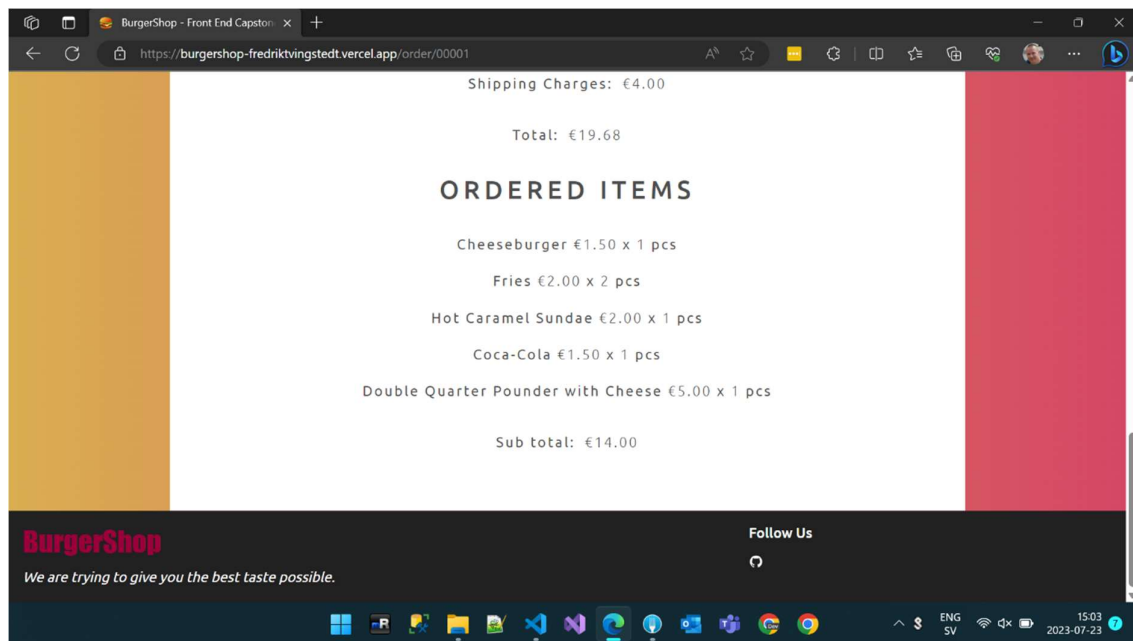 BurgerShop - Front End Capston
https://burgershop-fredriktvingstedt.vercel.app/order/00001
Shipping Charges: €4.00
Total: €19.68
ORDERED ITEMS
Cheeseburger €1.50 x 1 pcs
Fries €2.00 x 2 pcs
Hot Caramel Sundae €2.00 x 1 pcs
Coca-Cola €1.50 x 1 pcs
Double Quarter Pounder with Cheese €5.00 x 1 pcs
Sub total: €14.00
BurgerShop
Follow Us
We are trying to give you the best taste possible.
ENG
SV
15:03
2023-07-23
7